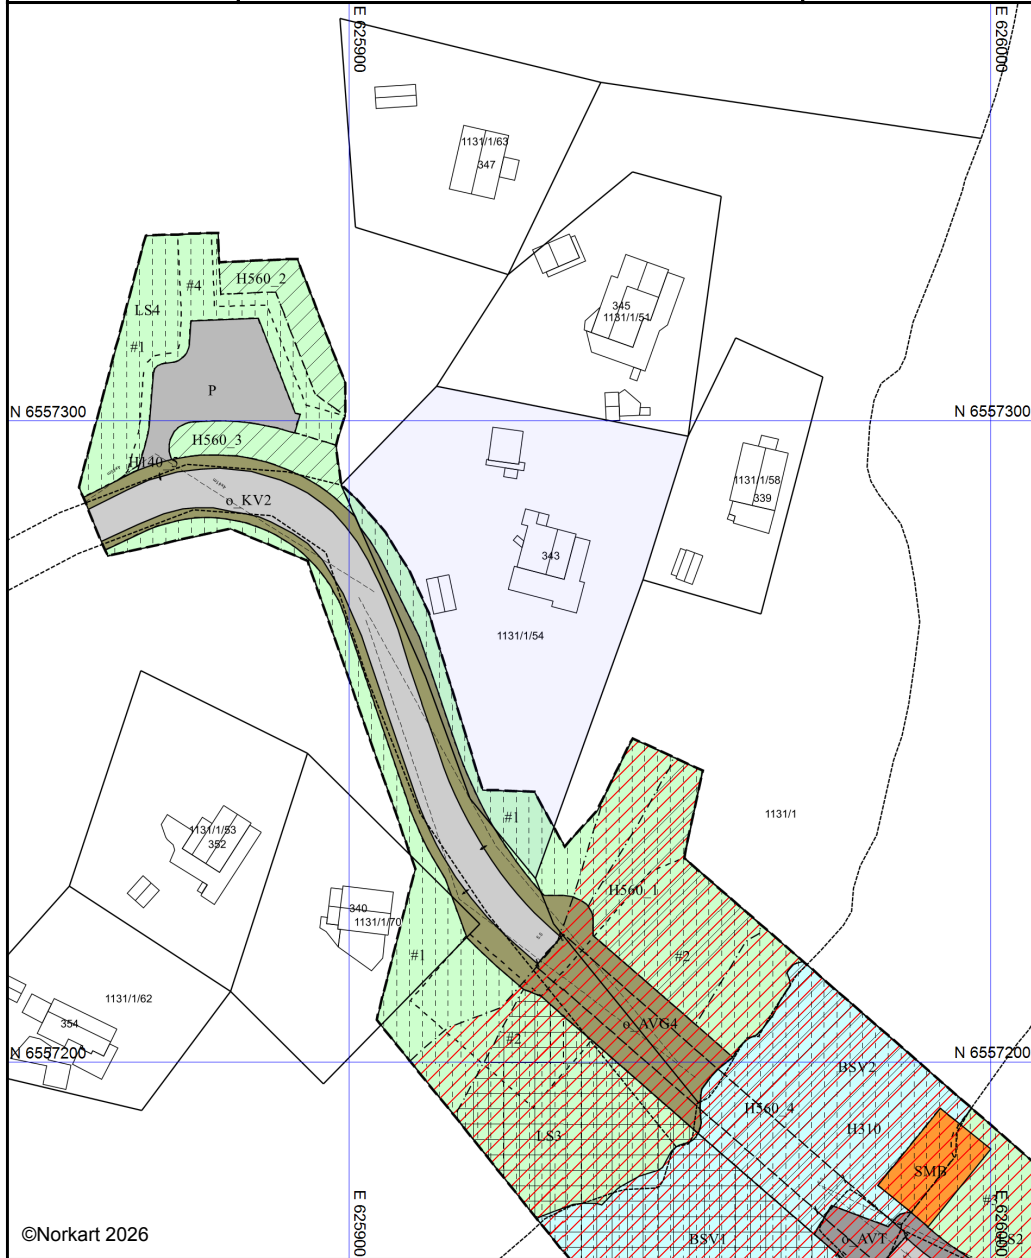 E 625900
E 626000
1131/1/63
347
H560_2
#4
LS4
345
1131/1/51
#1
P
N 6557300
N 6557300
H560_3
H140_5
1131/1/58
339
o_KV2
343
1131/1/54
1131/1
#1
1131/1/53
352
H560_1
340
1131/1/70
#1
#2
1131/1/62
354
o_AVG4
#2
N 6557200
N 6557200
BSV2
H560_4
H310
LS3
SMB
E 625900
E 626000
©Norkart 2026
BSV1
o_AVT